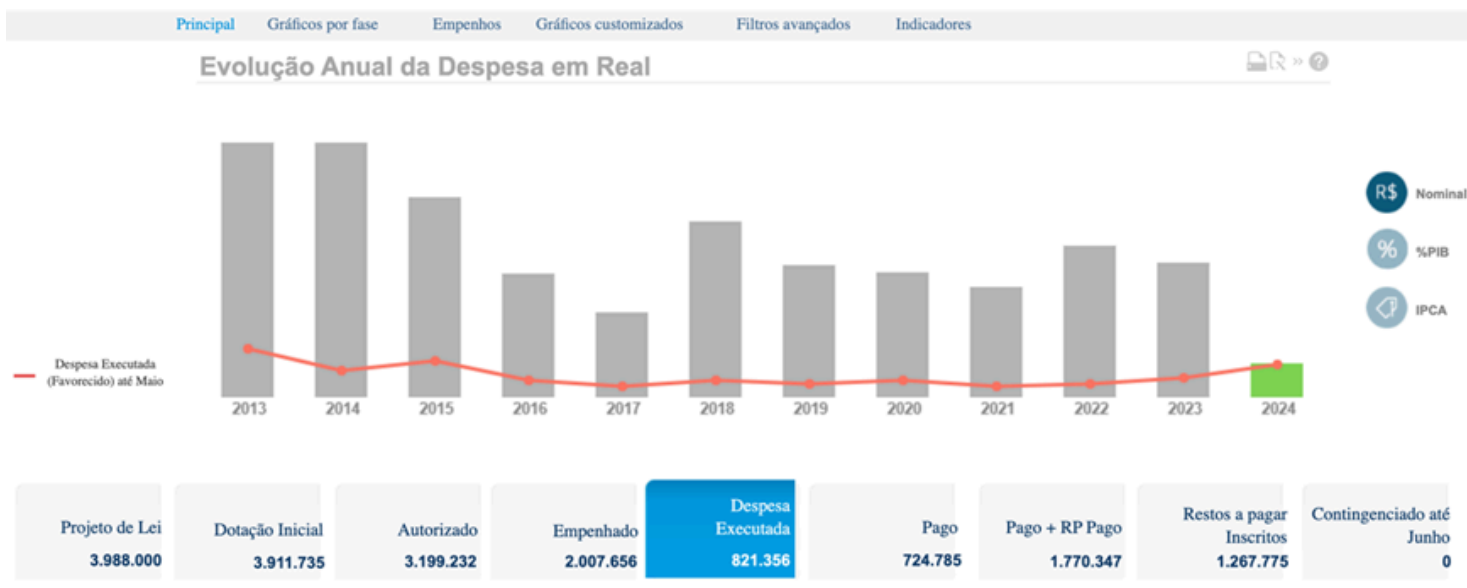 Principal Gráficos por fase Empenhos Gráficos customizados Filtros avançados Indicadores
Evolução Anual da Despesa em Real
» ?
R$ Nominal
% %PIB
IPCA
Despesa Executada
(Favorecido) até Maio
2013 2014 2015 2016 2017 2018 2019 2020 2021 2022 2023 2024
Projeto de Lei
3.988.000
Dotação Inicial
3.911.735
Autorizado
3.199.232
Empenhado
2.007.656
Despesa
Executada
821.356
Pago
724.785
Pago + RP Pago
1.770.347
Restos a pagar
Inscritos
1.267.775
Contingenciado até
Junho
0